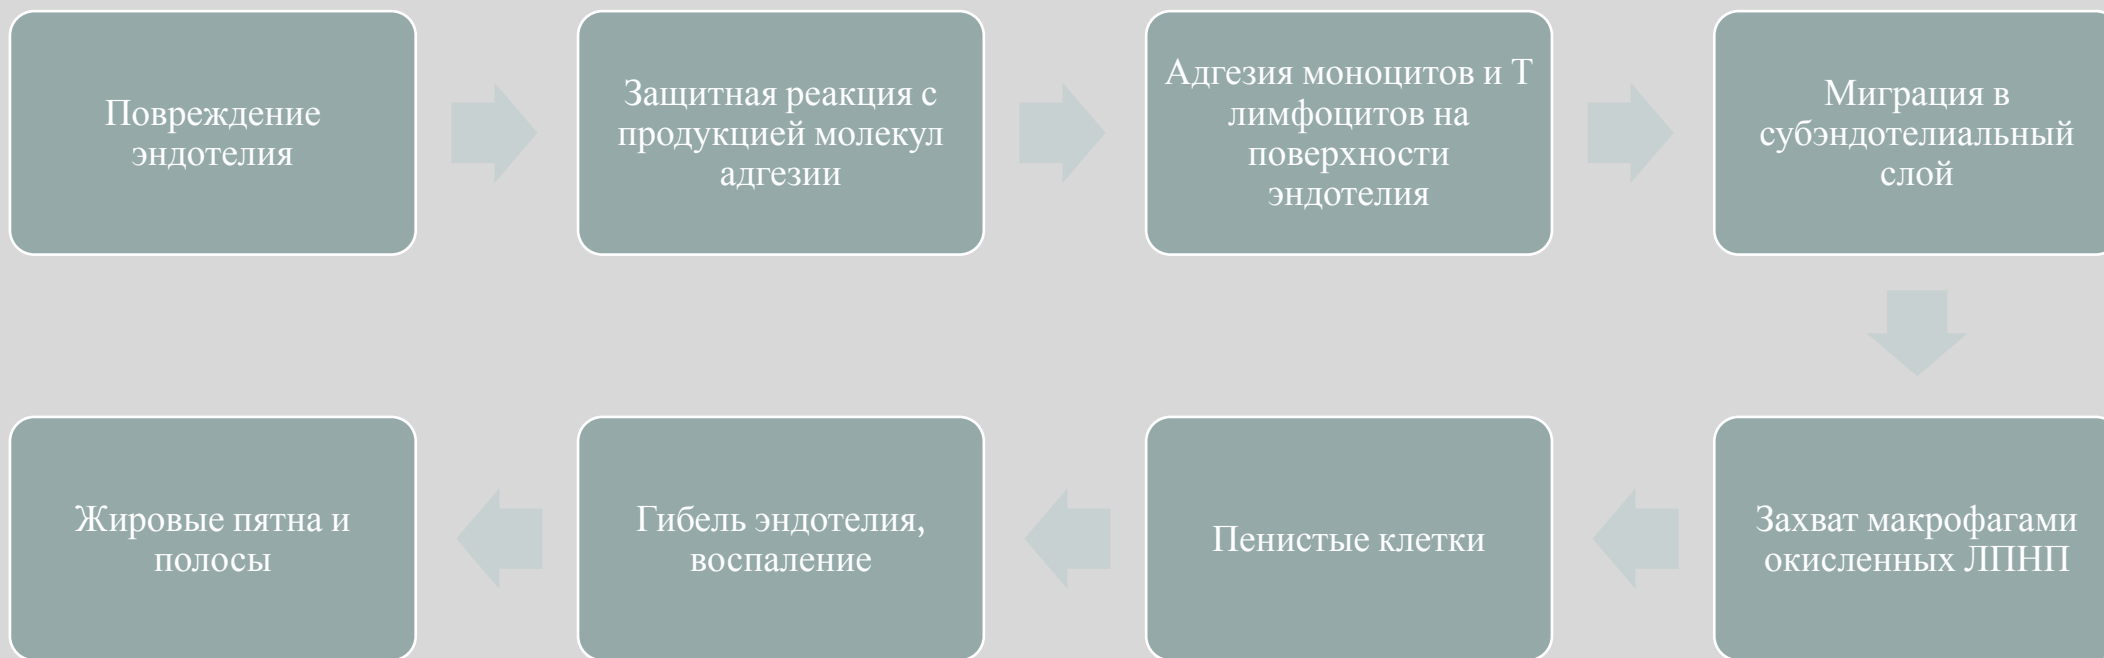 Повреждение
эндотелия
Защитная реакция с
продукцией молекул
адгезии
Адгезия моноцитов и Т
лимфоцитов на
поверхности
эндотелия
Миграция в
субэндотелиальный
слой
Захват макрофагами
окисленных ЛПНП
Пенистые клетки
Гибель эндотелия,
воспаление
Жировые пятна и
полосы